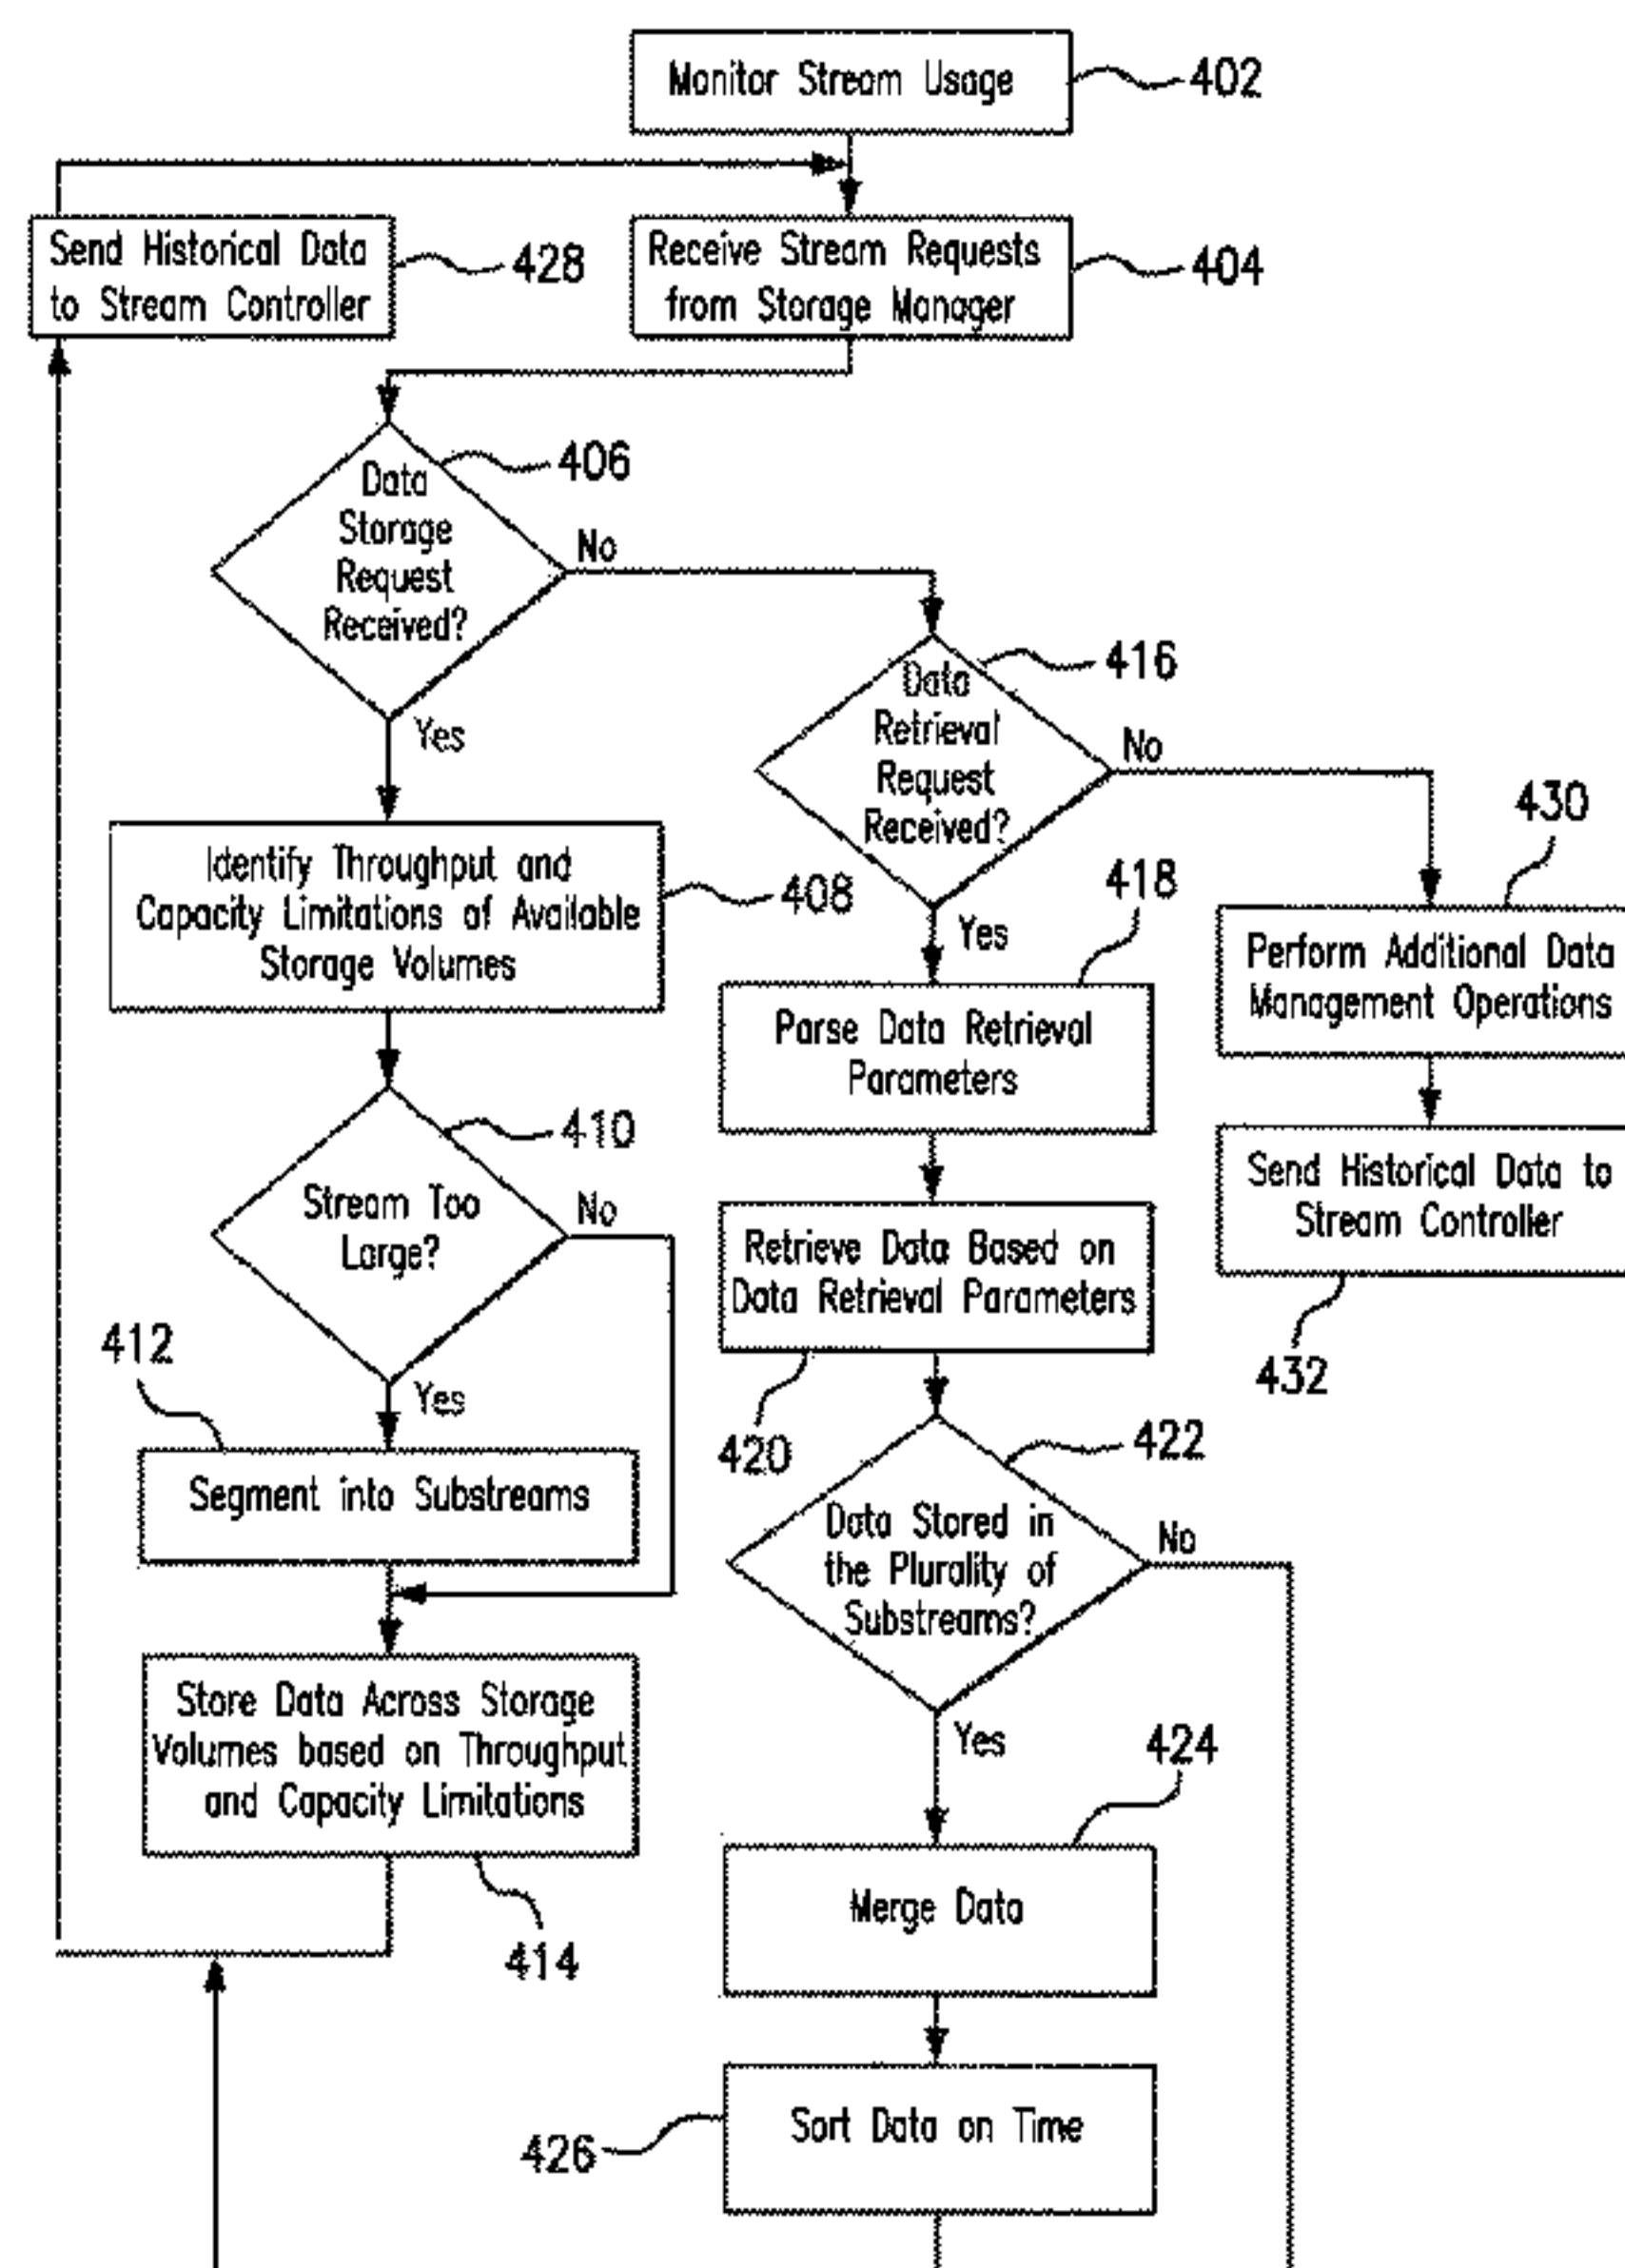 Monitor Stream Usage
402
Send Historical Data
to Stream Controller
428
Receive Stream Requests
from Storage Manager
404
Data
Storage
Request
Received?
406
No
Yes
Data
Retrieval
Request
Received?
416
No
Yes
Identify Throughput and
Capacity Limitations of Available
Storage Volumes
408
418
Parse Data Retrieval
Parameters
430
Perform Additional Data
Management Operations
Stream Too
Large?
410
No
Yes
Retrieve Data Based on
Data Retrieval Parameters
420
Send Historical Data to
Stream Controller
432
412
Segment into Substreams
Data Stored in
the Plurality of
Substreams?
422
No
Yes
Store Data Across Storage
Volumes based on Throughput
and Capacity Limitations
414
424
Merge Data
Sort Data on Time
426